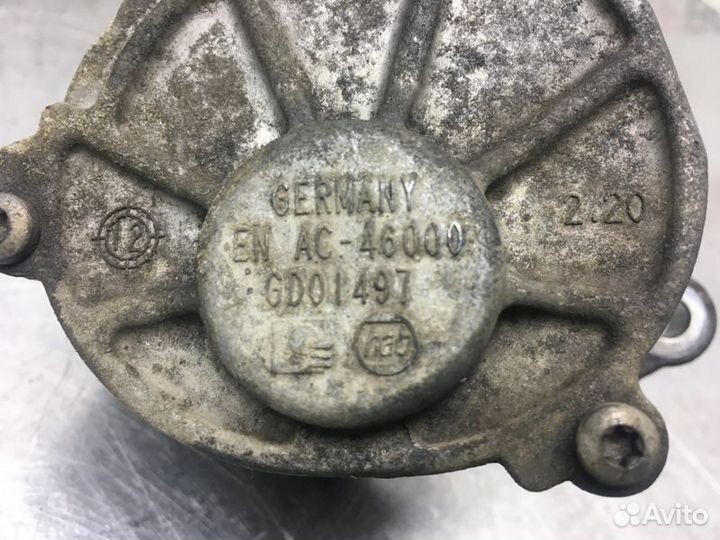 GERMANY
EN AC-46000
GD01497
12
2.20
Avito